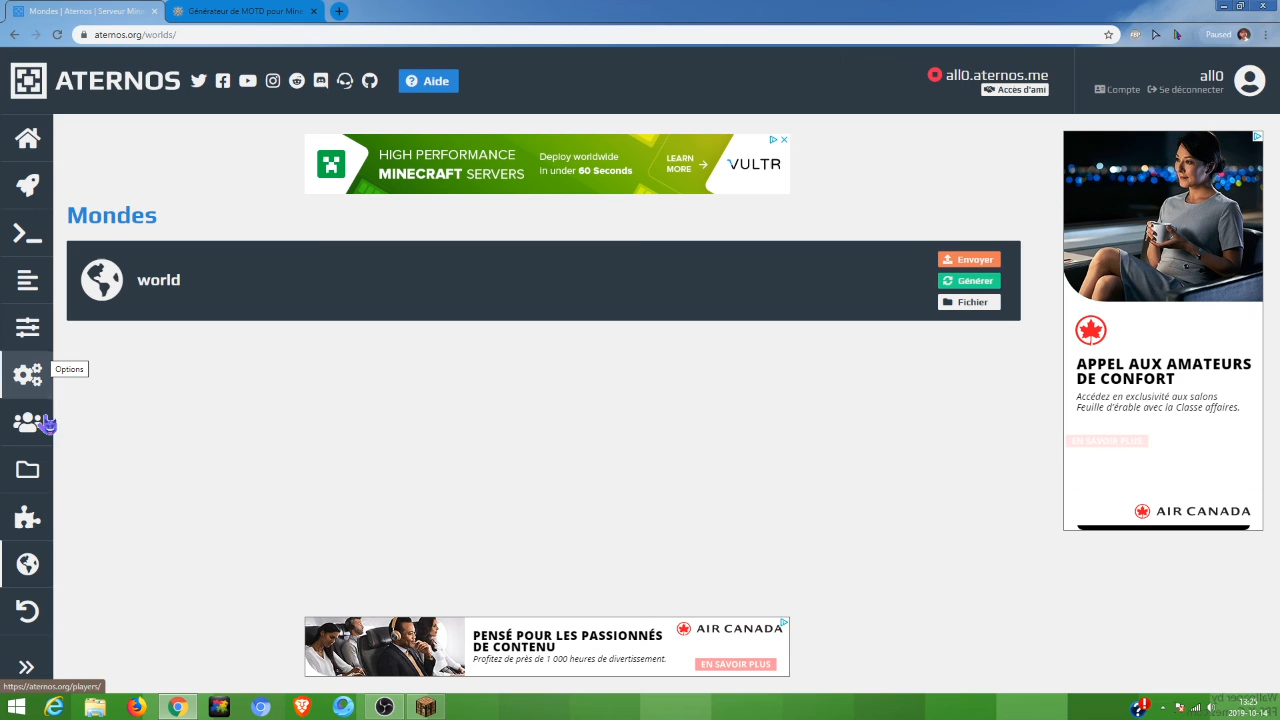 Mondes | Aternos | Serveur Min
Générateur de MOTD pour Mine
aternos.org/worlds/
Paused
ATERNOS
Aide
all0.aternos.me
Accès d'ami
all0
Compte
Se déconnecter
HIGH PERFORMANCE
MINECRAFT SERVERS
Deploy worldwide
in under 60 Seconds
LEARN
MORE
VULTR
Mondes
world
Envoyer
Générer
Fichier
Options
APPEL AUX AMATEURS
DE CONFORT
Accédez en exclusivité aux salons
Feuille d'érable avec la Classe affaires.
EN SAVOIR PLUS
AIR CANADA
PENSÉ POUR LES PASSIONNÉS
DE CONTENU
Profitez de près de 1 000 heures de divertissement.
AIR CANADA
EN SAVOIR PLUS
https://aternos.org/players/
13:25
2019-10-14